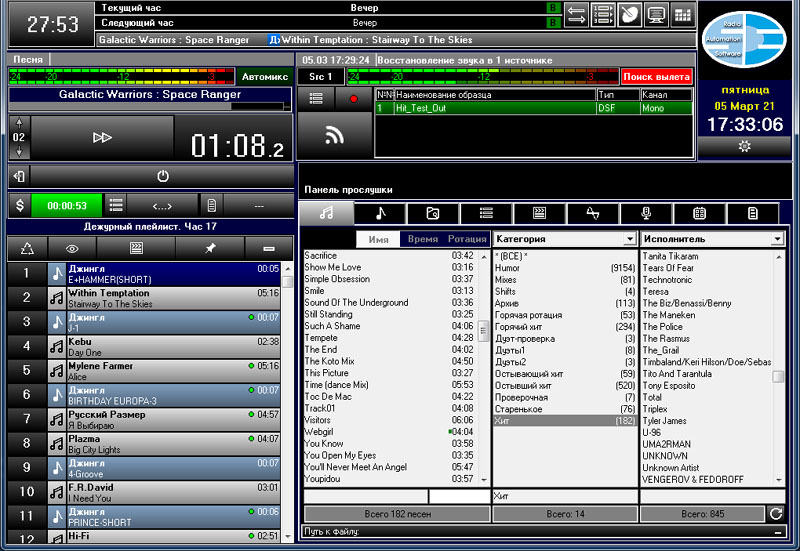 27:53
Текущий час Вечер В
Следующий час Вечер В
Galactic Warriors : Space Ranger Дж Within Temptation : Stairway To The Skies
Radio
Automation
Software
Песня
-24 -20 -12 -3 Автомикс
Galactic Warriors : Space Ranger
02
01:08.2
05.03 17:29:24 Восстановление звука в 1 источнике
Src 1 -24 -20 -12 -3 Поиск вылета
№№ Наименование образца Тип Канал
1 Hit_Test_Out DSF Mono
пятница
05 Март 21
17:33:06
Панель прослушки
$ 00:00:53 <...> ---
Дежурный плейлист. Час 17
1 Джингл 00:05
E+HAMMER(SHORT)
2 Within Temptation 05:16
Stairway To The Skies
3 Джингл 00:07
J-1
4 Kebu 02:38
Day One
5 Mylene Farmer 05:16
Alice
6 Джингл 00:07
BIRTHDAY EUROPA-3
7 Русский Размер 04:57
Я Выбираю
8 Plazma 04:07
Big City Lights
9 Джингл 00:07
4-Groove
10 F.R.David 03:01
I Need You
11 Джингл 00:06
PRINCE-SHORT
12 Hi-Fi 02:51
Имя Время Ротация
Sacrifice 03:42
Show Me Love 03:16
Simple Obsession 03:37
Smile 03:13
Sound Of The Underground 03:36
Still Standing 03:25
Such A Shame 04:06
Tempete 04:28
The End 04:02
The Koto Mix 04:50
This Picture 03:27
Time (dance Mix) 05:53
Toc De Mac 04:22
Track01 04:08
Visitors 06:06
Webgirl 04:04
You Know 03:58
You Open My Eyes 03:35
You'll Never Meet An Angel 05:47
Youpidou 03:57
Всего 182 песен
Категория
* (ВСЕ) *
Humor (9154)
Mixes (81)
Shifts (4)
Архив (113)
Горячая ротация (53)
Горячий хит (294)
Дуэт-проверка (3)
Дуэты1 (8)
Дуэты2 (3)
Остывающий хит (59)
Остывший хит (520)
Проверочная (7)
Старенькое (76)
Хит (182)
Хит
Всего: 14
Исполнитель
Tanita Tikaram
Tears Of Fear
Technotronic
Teresa
The Biz/Benassi/Benny
The Maneken
The Police
The Rasmus
The_Grail
Timbaland/Keri Hilson/Doe/Sebas
Tito And Tarantula
Tony Esposito
Total
Triplex
Tyler James
U-96
UMA2RMAN
UNKNOWN
Unknown Artist
VENGEROV & FEDOROFF
Всего: 845
Путь к Файлу: